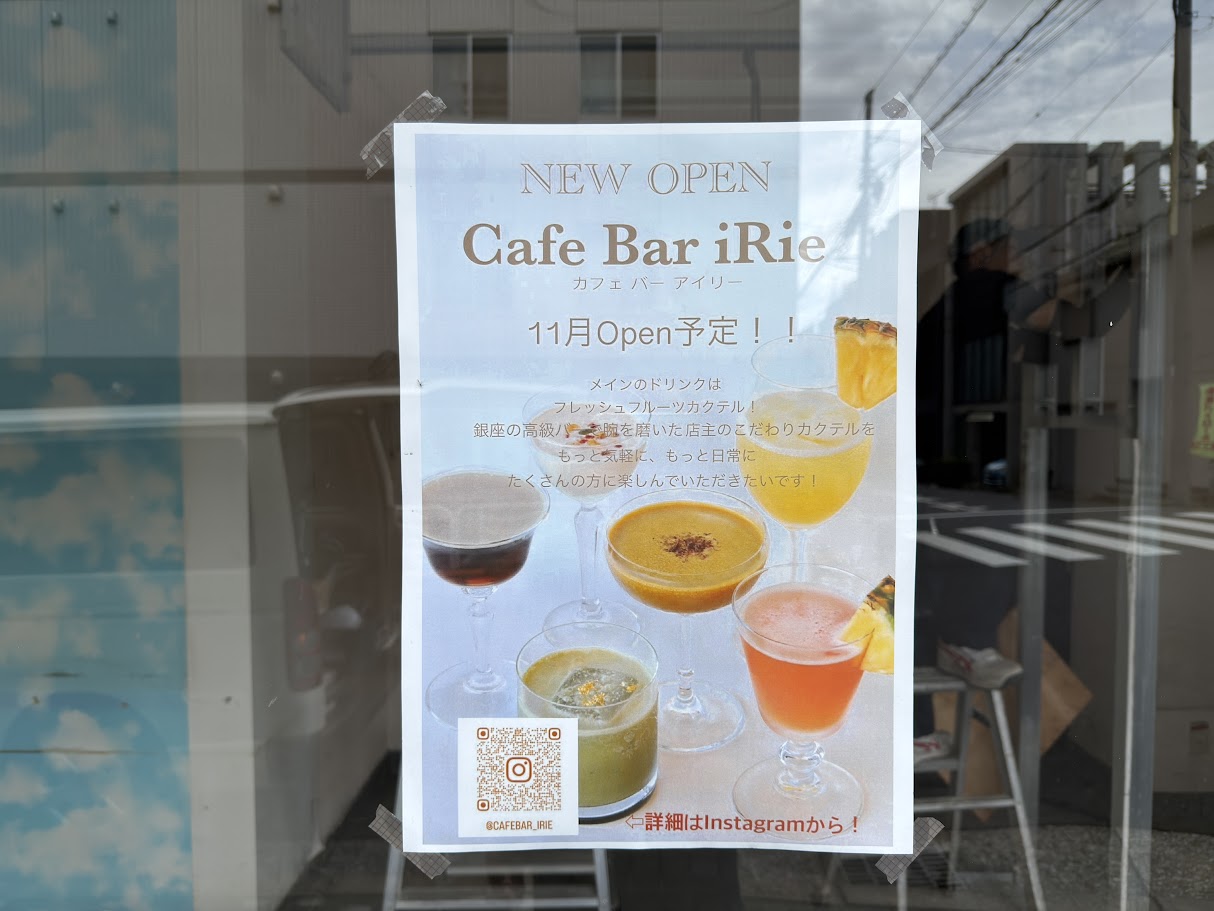 NEW OPEN
Cafe Bar iRie
カフェ バー アイリー
11月Open予定！！
メインのドリンクは
フレッシュフルーツカクテル！
銀座の高級バーで腕を磨いた店主のこだわりカクテルを
もっと気軽に、もっと日常に
たくさんの方に楽しんでいただきたいです！
@CAFEBAR_IRIE
⇦詳細はInstagramから！